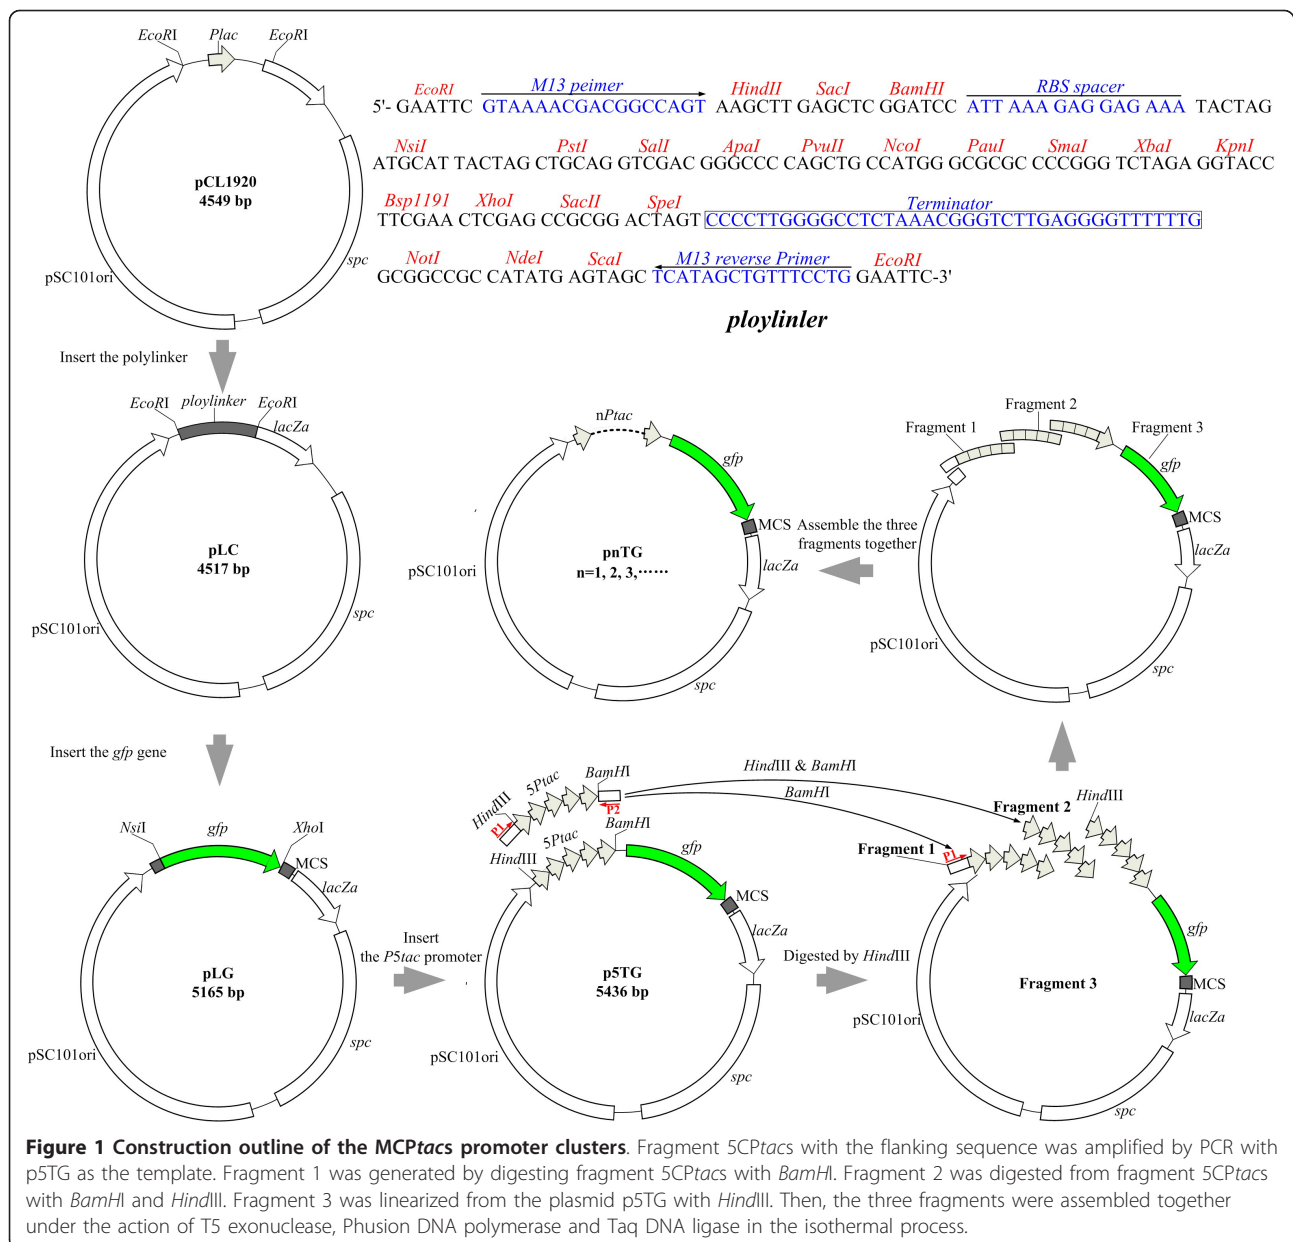 EcoRI Plac EcoRI
pCL1920
4549 bp
pSC101ori
spc
EcoRI M13 peimer HindII SacI BamHI RBS spacer
5'- GAATTC GTAAAACGACGGCCAGT AAGCTT GAGCTC GGATCC ATT AAA GAG GAG AAA TACTAG
NsiI PstI SalI ApaI PvuII NcoI PauI SmaI XbaI KpnI
ATGCAT TACTAG CTGCAG GTCGAC GGGCCC CAGCTG CCATGG GCGCGC CCCGGG TCTAGA GGTACC
Bsp1191 XhoI SacII SpeI Terminator
TTCGAA CTCGAG CCGCGG ACTAGT CCCCTTGGGGCCTCTAAACGGGTCTTGAGGGGTTTTTTG
NotI NdeI ScaI M13 reverse Primer EcoRI
GCGGCCGC CATATG AGTAGC TCATAGCTGTTTCCTG GAATTC-3'
ploylinler
Insert the polylinker
EcoRI ploylinker EcoRI
lacZa
pLC
4517 bp
pSC101ori
spc
nPtac
gfp
MCS
lacZa
pnTG
n=1, 2, 3,······
pSC101ori
spc
Assemble the three
fragments together
Fragment 1
Fragment 2
Fragment 3
gfp
MCS
lacZa
pSC101ori
spc
Insert the gfp gene
NsiI gfp XhoI
MCS
lacZa
pLG
5165 bp
pSC101ori
spc
Insert
the P5tac promoter
HindIII 5Ptac BamHI
P1 P2
HindIII 5Ptac BamHI
gfp
MCS
lacZa
p5TG
5436 bp
pSC101ori
spc
HindIII & BamHI
BamHI
Digested by HindIII
Fragment 1
P1
Fragment 2
HindIII
gfp
MCS
lacZa
Fragment 3
pSC101ori
spc
Figure 1 Construction outline of the MCPtacs promoter clusters. Fragment 5CPtacs with the flanking sequence was amplified by PCR with
p5TG as the template. Fragment 1 was generated by digesting fragment 5CPtacs with BamHI. Fragment 2 was digested from fragment 5CPtacs
with BamHI and HindIII. Fragment 3 was linearized from the plasmid p5TG with HindIII. Then, the three fragments were assembled together
under the action of T5 exonuclease, Phusion DNA polymerase and Taq DNA ligase in the isothermal process.